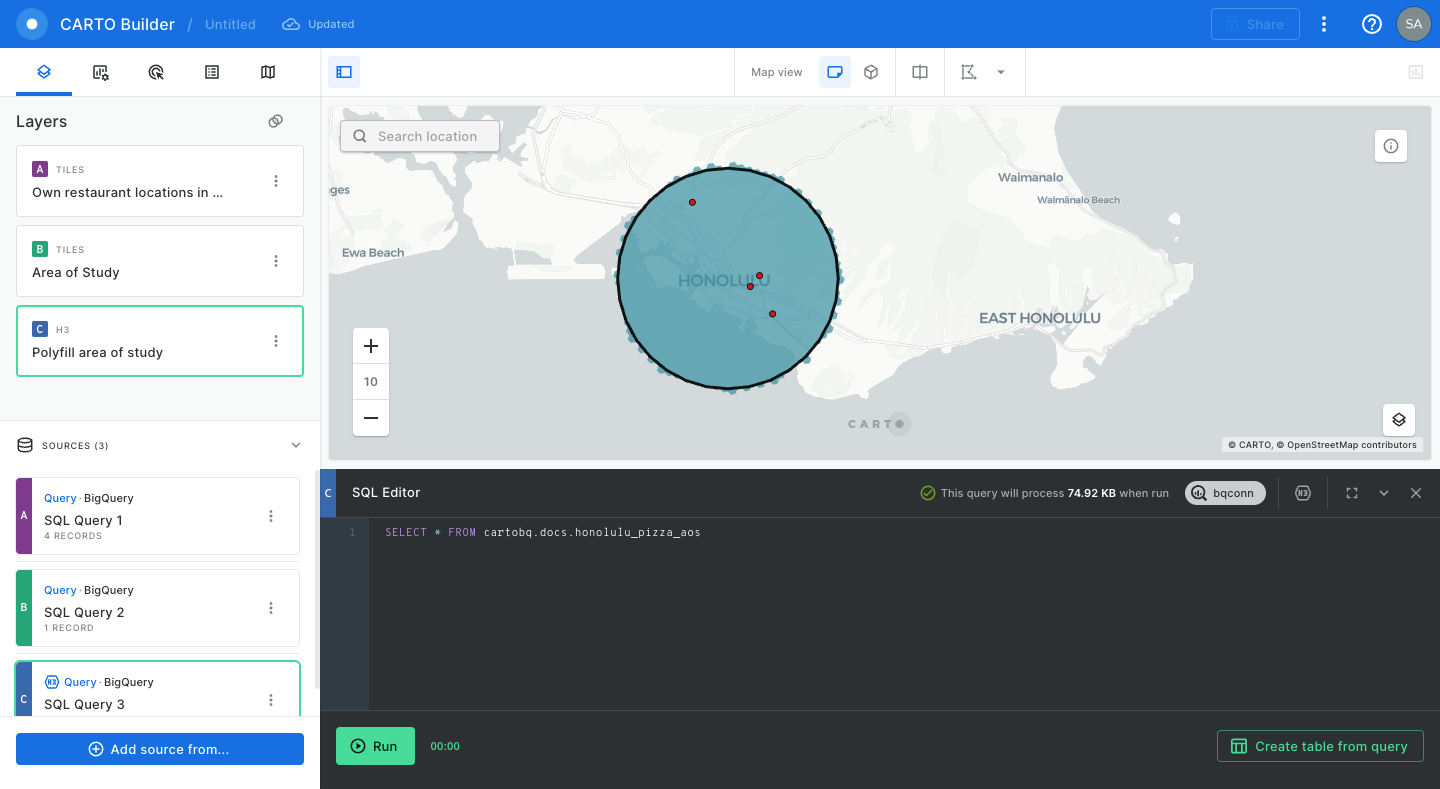 CARTO Builder / Untitled Updated Share SA
Map view
Layers
A TILES
Own restaurant locations in ...
B TILES
Area of Study
C H3
Polyfill area of study
SOURCES (3)
A
Query · BigQuery
SQL Query 1
4 RECORDS
B
Query · BigQuery
SQL Query 2
1 RECORD
C
H3 Query · BigQuery
SQL Query 3
Add source from...
Search location
ges
Ewa Beach
HONOLULU
Waimanalo
Waimānalo Beach
EAST HONOLULU
10
CARTO
© CARTO, © OpenStreetMap contributors
C SQL Editor
This query will process 74.92 KB when run
bqconn
H3
1 SELECT * FROM cartobq.docs.honolulu_pizza_aos
Run 00:00
Create table from query